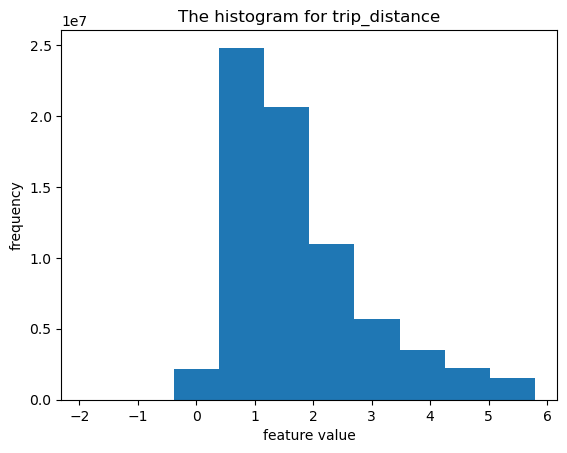 The histogram for trip_distance
1e7
2.5
2.0
1.5
1.0
0.5
0.0
frequency
−2 −1 0 1 2 3 4 5 6
feature value